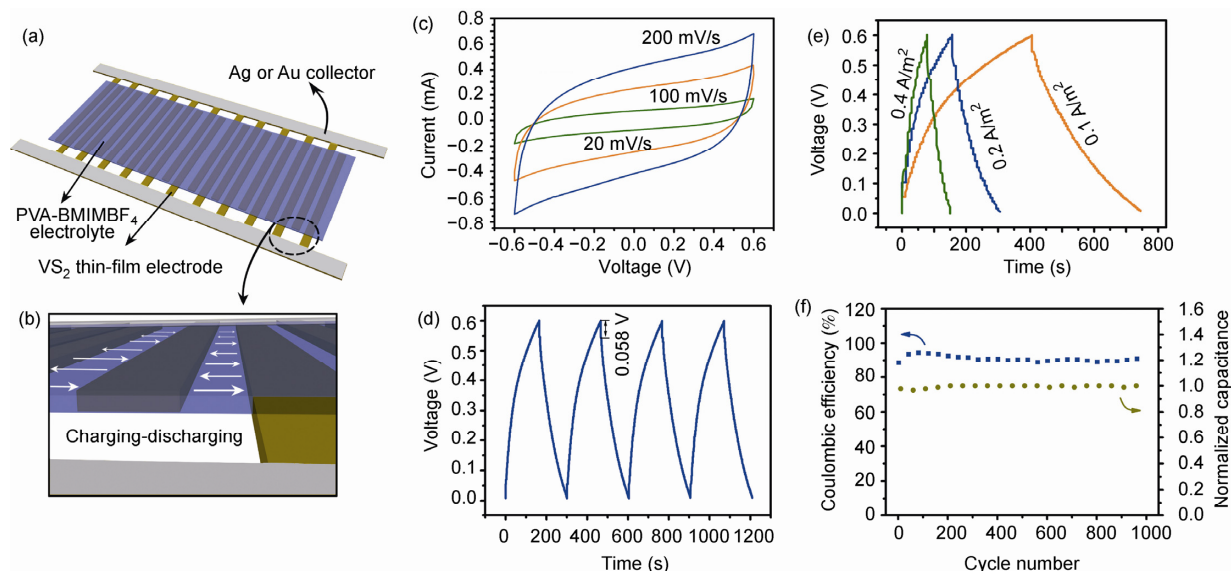 (a)
Ag or Au collector
PVA-BMIMBF4
electrolyte
VS2 thin-film electrode
(b)
Charging-discharging
(c)
Current (mA)
0.8
0.6
0.4
0.2
0.0
−0.2
−0.4
−0.6
−0.8
200 mV/s
100 mV/s
20 mV/s
−0.6 −0.4 −0.2 0.0 0.2 0.4 0.6
Voltage (V)
(d)
Voltage (V)
0.6
0.5
0.4
0.3
0.2
0.1
0.0
0.058 V
0 200 400 600 800 1000 1200
Time (s)
(e)
Voltage (V)
0.6
0.5
0.4
0.3
0.2
0.1
0.0
0.4 A/m2
0.2A/m2
0.1 A/m2
0 200 400 600 800
Time (s)
(f)
Coulombic efficiency (%)
120
100
80
60
40
20
0
1.6
1.4
1.2
1.0
0.8
0.6
0.4
0.2
0.0
Normalized capacitance
0 200 400 600 800 1000
Cycle number